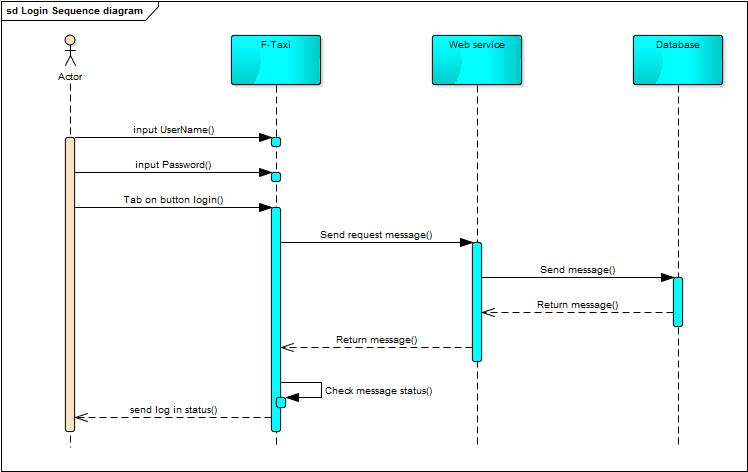 sd Login Sequence diagram
Actor
F-Taxi
Web service
Database
input UserName()
input Password()
Tab on button login()
Send request message()
Send message()
Return message()
Return message()
Check message status()
send log in status()